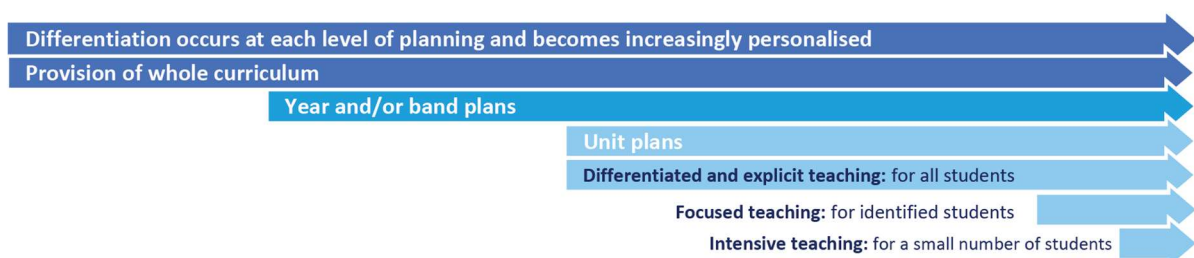 Differentiation occurs at each level of planning and becomes increasingly personalised
Provision of whole curriculum
Year and/or band plans
Unit plans
Differentiated and explicit teaching: for all students
Focused teaching: for identified students
Intensive teaching: for a small number of students